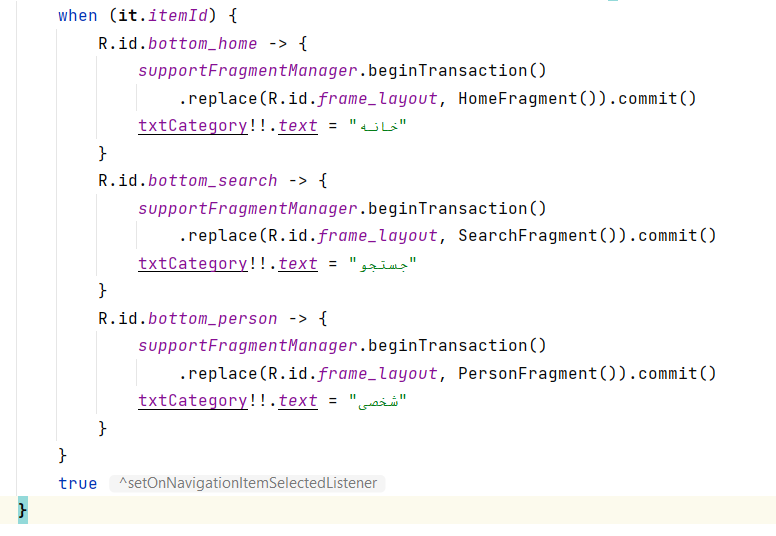 when (it.itemId) {
R.id.bottom_home -> {
supportFragmentManager.beginTransaction()
.replace(R.id.frame_layout, HomeFragment()).commit()
txtCategory!!.text = "خانه"
}
R.id.bottom_search -> {
supportFragmentManager.beginTransaction()
.replace(R.id.frame_layout, SearchFragment()).commit()
txtCategory!!.text = "جستجو"
}
R.id.bottom_person -> {
supportFragmentManager.beginTransaction()
.replace(R.id.frame_layout, PersonFragment()).commit()
txtCategory!!.text = "شخصی"
}
}
true ^setOnNavigationItemSelectedListener
}